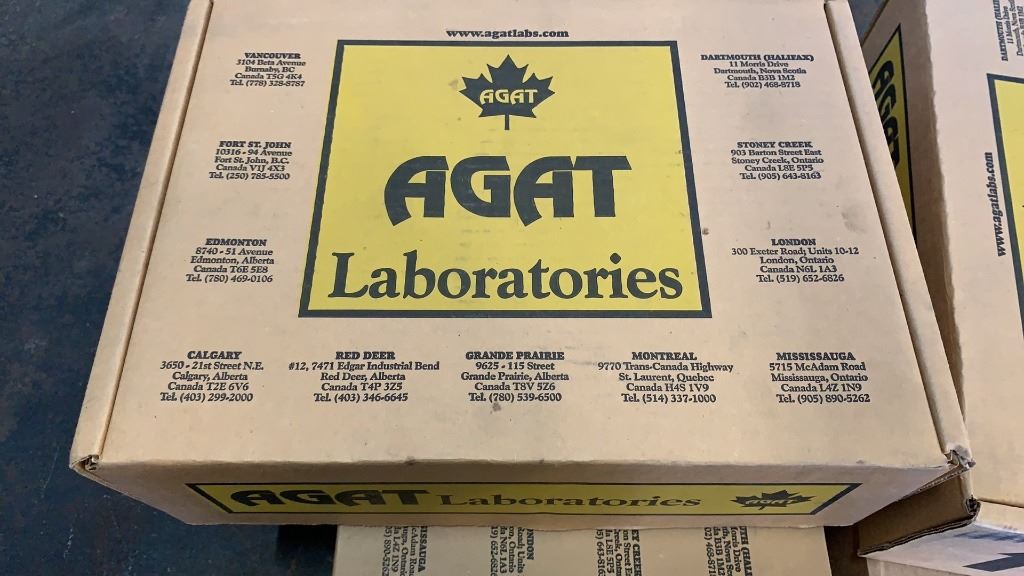 www.agatlabs.com
AGAT
AGAT
Laboratories
VANCOUVER
3104 Beta Avenue
Burnaby, BC
Canada T5G 4K4
Tel. (778) 328-8787
FORT ST. JOHN
10316 - 94 Avenue
Fort St. John, B.C.
Canada V1J 4X3
Tel. (250) 785-5500
EDMONTON
8740 - 51 Avenue
Edmonton, Alberta
Canada T6E 5E8
Tel. (780) 469-0106
DARTMOUTH (HALIFAX)
11 Morris Drive
Dartmouth, Nova Scotia
Canada B3B 1M2
Tel. (902) 468-8718
STONEY CREEK
903 Barton Street East
Stoney Creek, Ontario
Canada L8E 5P5
Tel. (905) 643-8163
LONDON
300 Exeter Road; Units 10-12
London, Ontario
Canada N6L 1A3
Tel. (519) 652-6826
CALGARY
3650 - 21st Street N.E.
Calgary, Alberta
Canada T2E 6V6
Tel. (403) 299-2000
RED DEER
#12, 7471 Edgar Industrial Bend
Red Deer, Alberta
Canada T4P 3Z5
Tel. (403) 346-6645
GRANDE PRAIRIE
9625 - 115 Street
Grande Prairie, Alberta
Canada T8V 5Z6
Tel. (780) 539-6500
MONTREAL
9770 Trans-Canada Highway
St. Laurent, Quebec
Canada H4S 1V9
Tel. (514) 337-1000
MISSISSAUGA
5715 McAdam Road
Mississauga, Ontario
Canada L4Z 1N9
Tel. (905) 890-5262
AGAT Laboratories
AGAT
AGAT
www.agatlabs.com